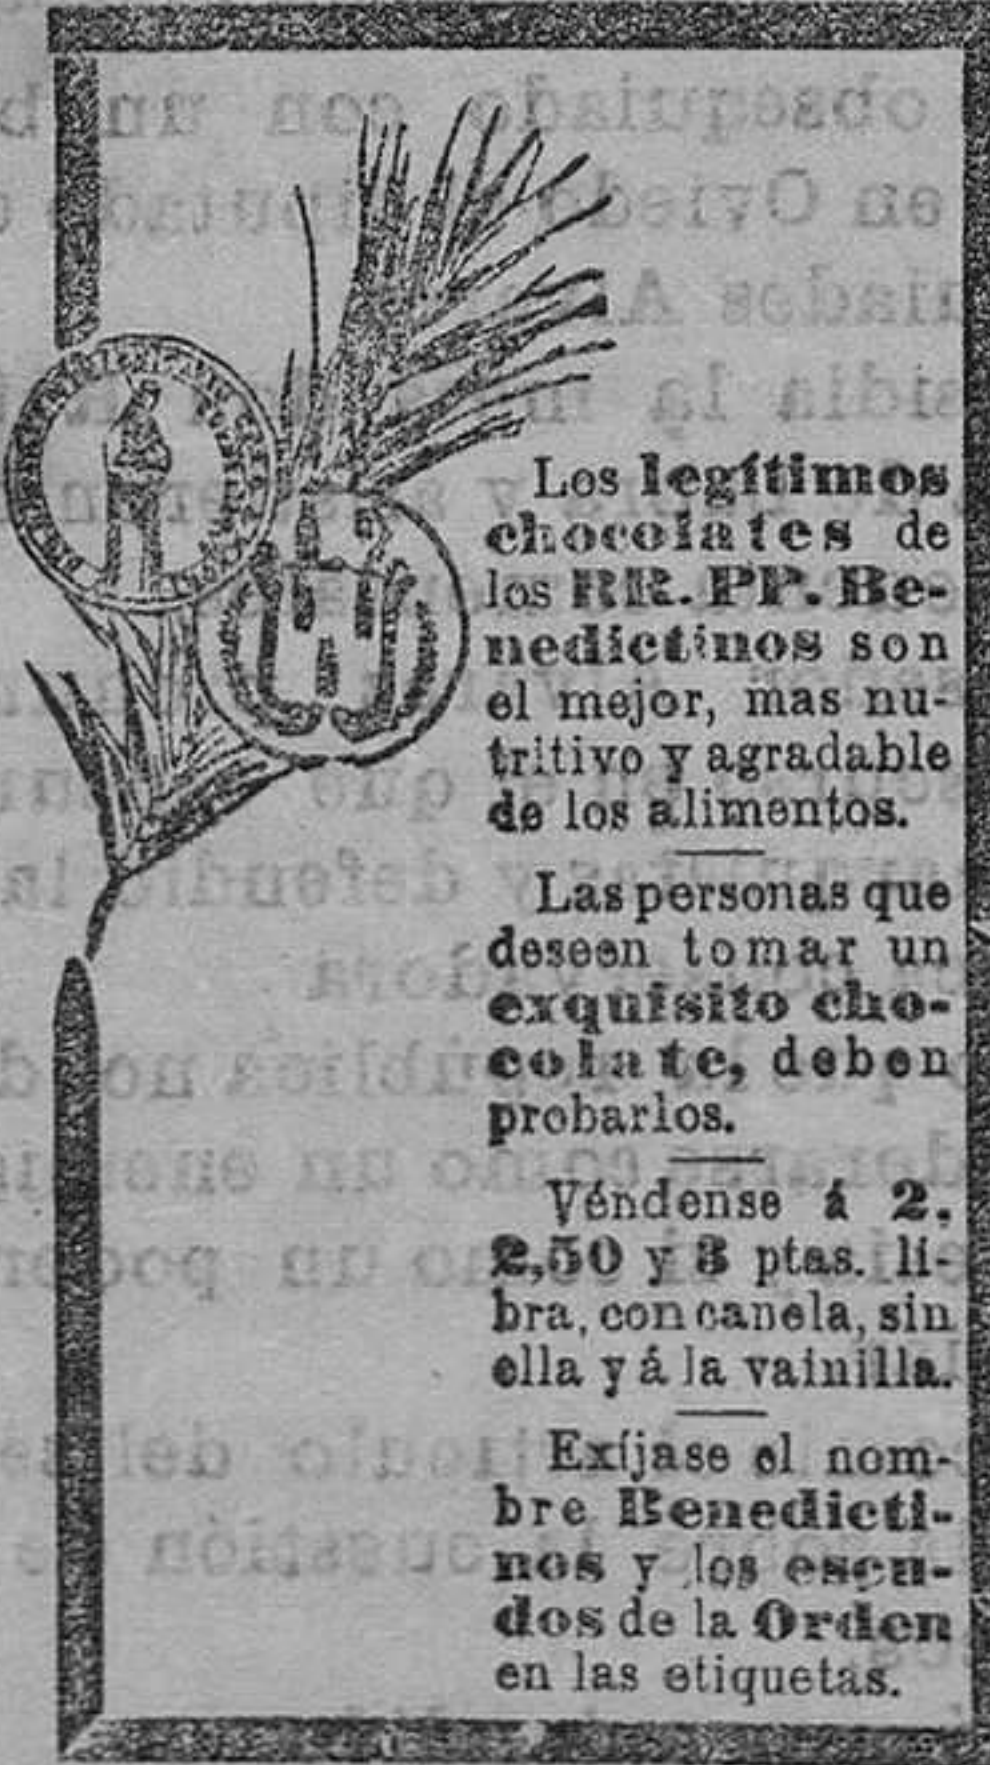 Los legítimos
chocolates de
los RR. PP. Be-
nedictinos son
el mejor, mas nu-
tritivo y agradable
de los alimentos.
Las personas que
deseen tomar un
exquisito cho-
colate, deben
probarlos.
Véndense á 2,
2,50 y 3 ptas. li-
bra, con canela, sin
ella y á la vainilla.
Exíjase el nom-
bre Benedicti-
nos y los escu-
dos de la Orden
en las etiquetas.